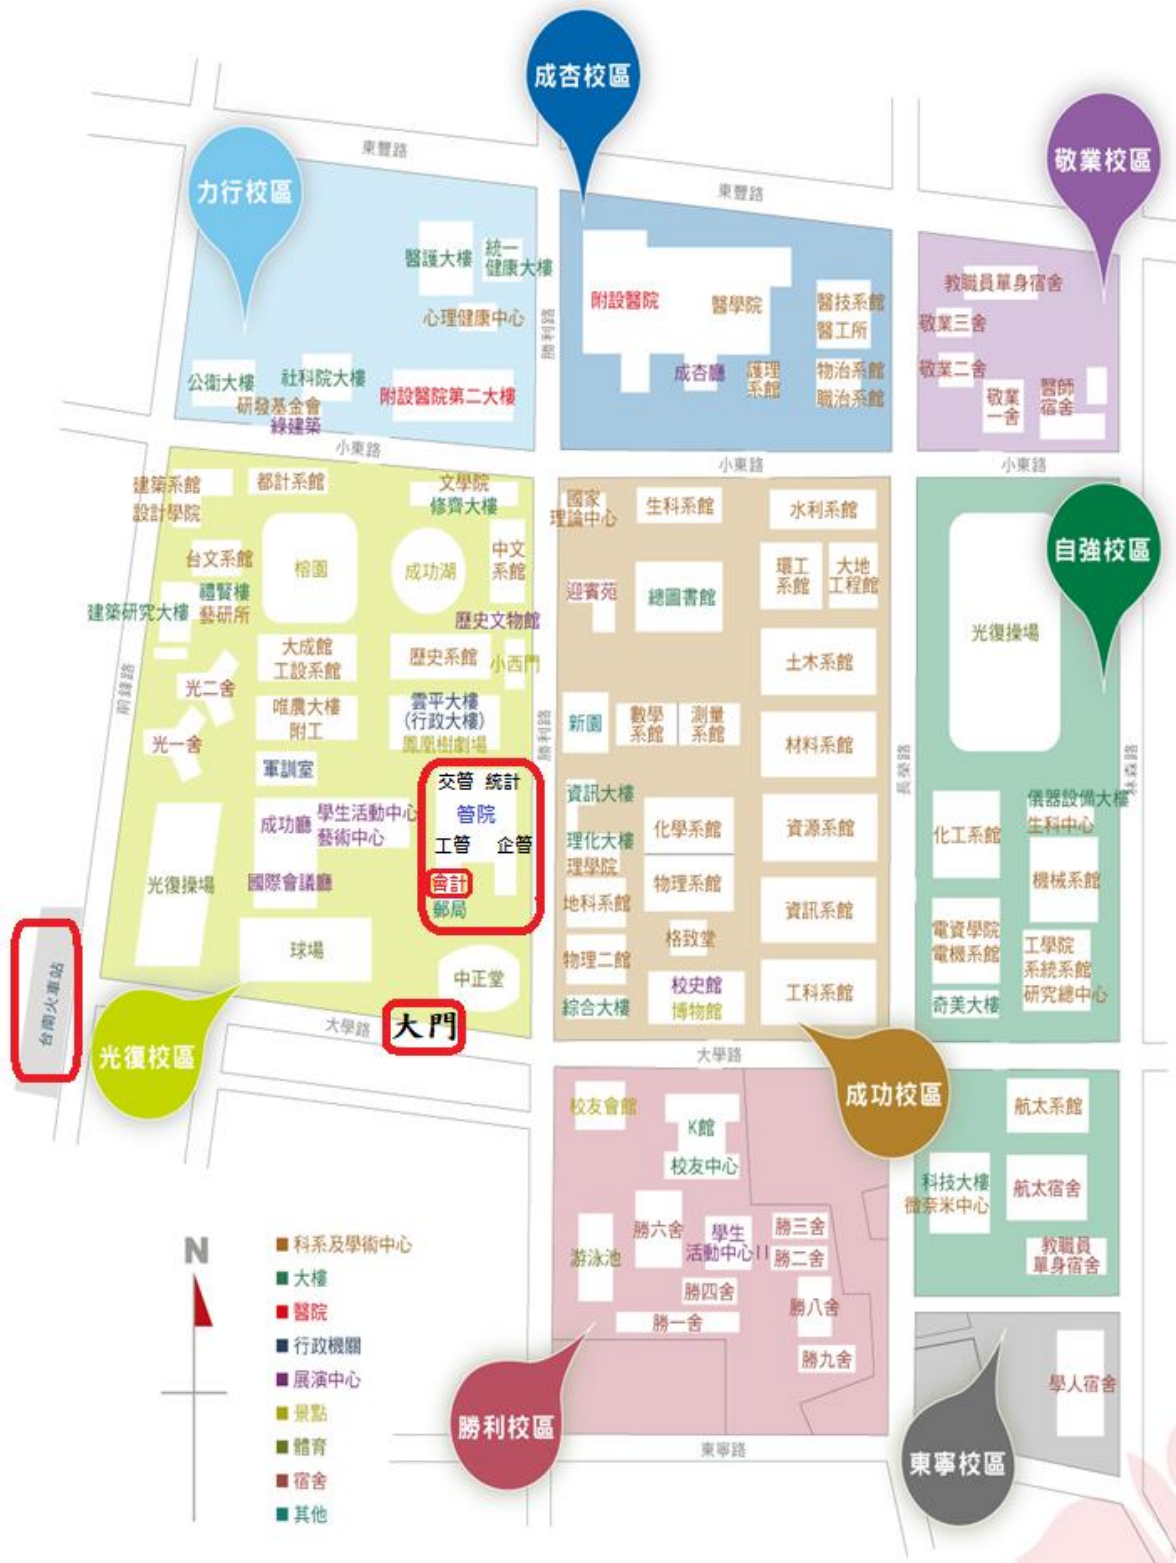 成杏校區
敬業校區
力行校區
東豐路
東豐路
醫護大樓
統一
健康大樓
心理健康中心
公衛大樓
社科院大樓
研發基金會
綠建築
附設醫院第二大樓
勝利路
附設醫院
醫學院
醫技系館
醫工所
成杏廳
護理
系館
物治系館
職治系館
教職員單身宿舍
敬業三舍
敬業二舍
敬業
一舍
醫師
宿舍
小東路
小東路
小東路
建築系館
設計學院
都計系館
文學院
修齊大樓
台文系館
榕園
成功湖
中文
系館
禮賢樓
藝研所
建築研究大樓
歷史文物館
大成館
工設系館
歷史系館
小西門
光二舍
唯農大樓
附工
雲平大樓
(行政大樓)
鳳凰樹劇場
前鋒路
光一舍
軍訓室
交管 統計
管院
工管 企管
會計
郵局
成功廳
學生活動中心
藝術中心
光復操場
國際會議廳
球場
中正堂
台南火車站
大學路
大門
光復校區
勝利路
國家
理論中心
生科系館
水利系館
迎賓苑
總圖書館
環工
系館
大地
工程館
土木系館
新園
數學
系館
測量
系館
材料系館
資訊大樓
理化大樓
理學院
化學系館
資源系館
地科系館
物理系館
資訊系館
物理二館
格致堂
綜合大樓
校史館
博物館
工科系館
大學路
成功校區
長榮路
自強校區
光復操場
林森路
化工系館
儀器設備大樓
生科中心
機械系館
電資學院
電機系館
工學院
系統系館
研究總中心
奇美大樓
航太系館
科技大樓
微奈米中心
航太宿舍
教職員
單身宿舍
校友會館
K館
校友中心
勝六舍
學生
活動中心II
勝三舍
勝二舍
游泳池
勝四舍
勝一舍
勝八舍
勝九舍
勝利校區
東寧路
東寧校區
學人宿舍
N
科系及學術中心
大樓
醫院
行政機關
展演中心
景點
體育
宿舍
其他